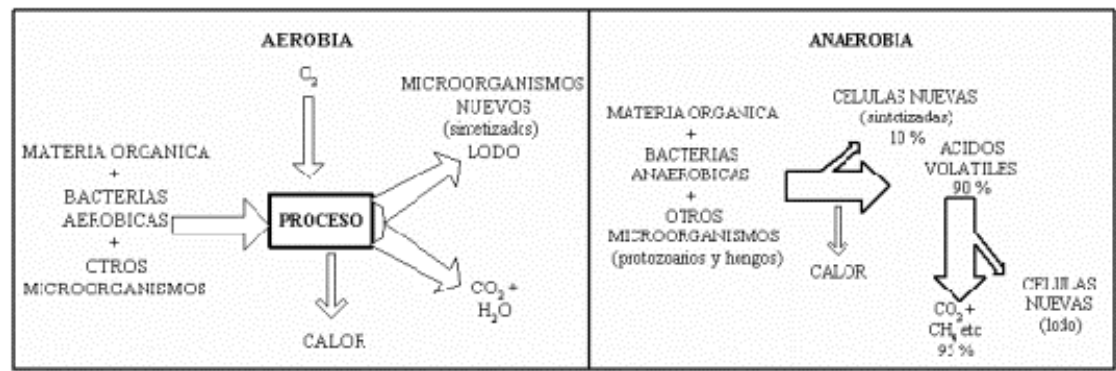 AEROBIA
O2
MICROORGANISMOS
NUEVOS
(sintetizados)
LODO
MATERIA ORGANICA
+
BACTERIAS
AEROBICAS
+
OTROS
MICROORGANISMOS
PROCESO
CO2 +
H2O
CALOR
ANAEROBIA
MATERIA ORGANICA
+
BACTERIAS
ANAEROBICAS
+
OTROS
MICROORGANISMOS
(protozoarios y hongos)
CELULAS NUEVAS
(sintetizadas)
10 %
ACIDOS
VOLATILES
90 %
CALOR
CO2 +
CH4 etc
95 %
CELULAS
NUEVAS
(lodo)